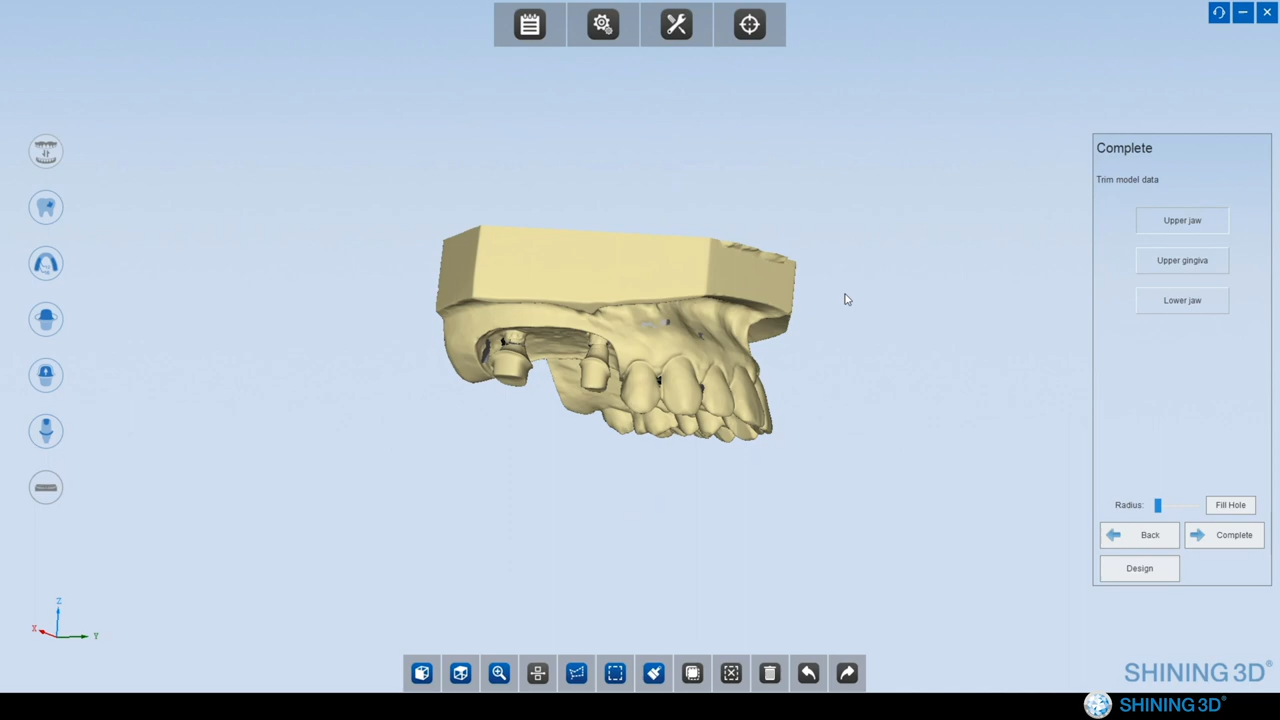 Complete
Trim model data
Upper jaw
Upper gingiva
Lower jaw
Radius:
Fill Hole
Back
Complete
Design
Z
X
Y
SHINING 3D®
SHINING 3D®